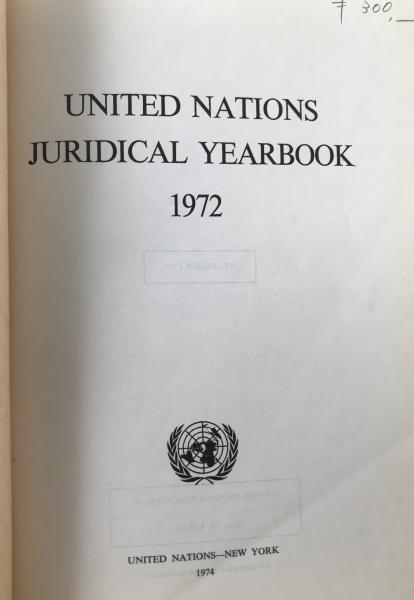 ₮ 300,—
UNITED NATIONS
JURIDICAL YEARBOOK
1972
UNITED NATIONS—NEW YORK
1974